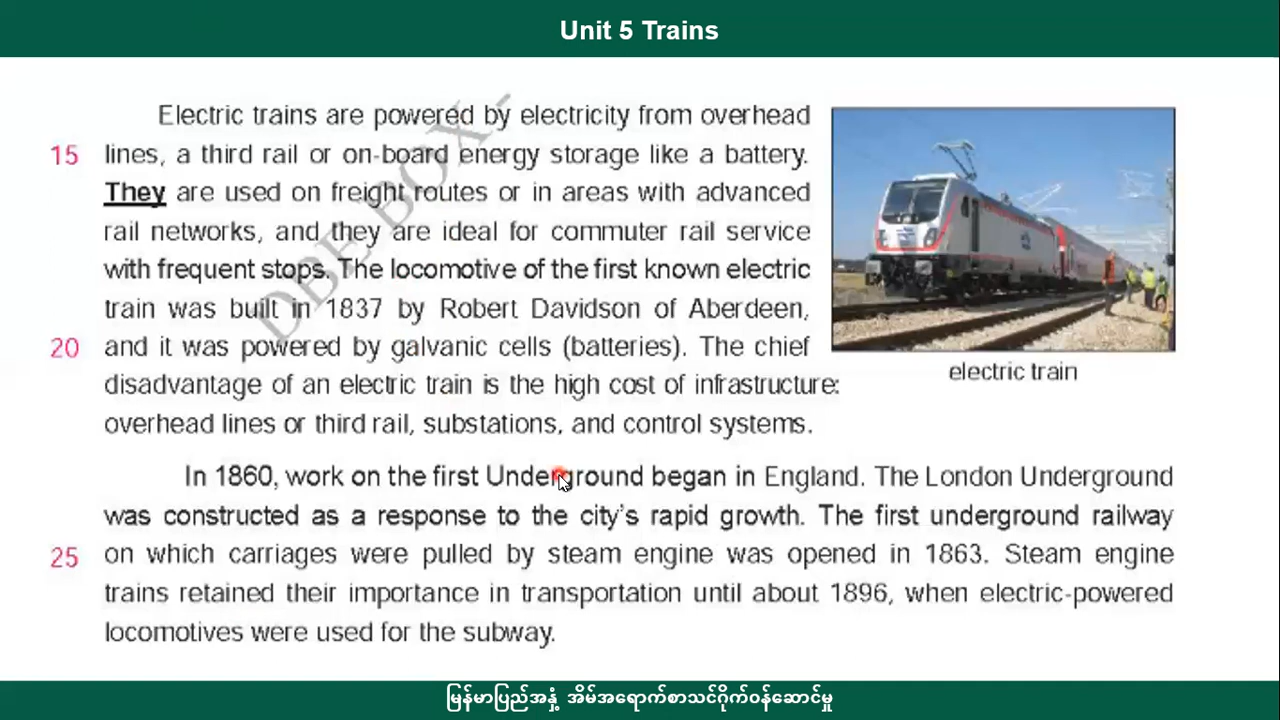 Unit 5 Trains
Electric trains are powered by electricity from overhead
15 lines, a third rail or on-board energy storage like a battery.
They are used on freight routes or in areas with advanced
rail networks, and they are ideal for commuter rail service
with frequent stops. The locomotive of the first known electric
train was built in 1837 by Robert Davidson of Aberdeen,
20 and it was powered by galvanic cells (batteries). The chief
disadvantage of an electric train is the high cost of infrastructure:
overhead lines or third rail, substations, and control systems.
electric train
In 1860, work on the first Underground began in England. The London Underground
was constructed as a response to the city's rapid growth. The first underground railway
25 on which carriages were pulled by steam engine was opened in 1863. Steam engine
trains retained their importance in transportation until about 1896, when electric-powered
locomotives were used for the subway.
DBE BOX -
မြန်မာပြည်အနှံ့ အိမ်အရောက်စာသင်ဂိုက်ဝန်ဆောင်မှု